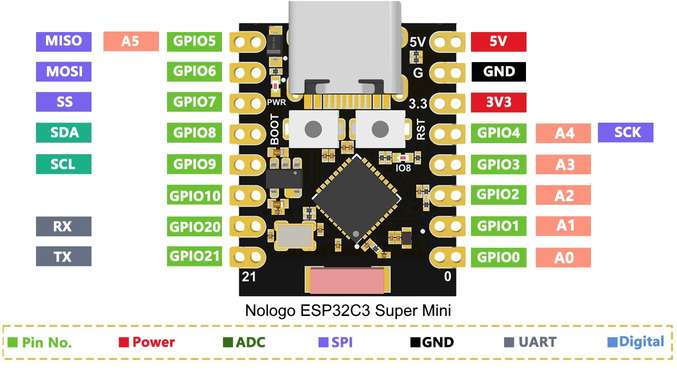 MISO A5 GPIO5 5V 5V
MOSI GPIO6 G GND
SS GPIO7 PWR 3.3 3V3
SDA GPIO8 BOOT RST GPIO4 A4 SCK
SCL GPIO9 IO8 GPIO3 A3
GPIO10 GPIO2 A2
RX GPIO20 GPIO1 A1
TX GPIO21 GPIO0 A0
21 0
Nologo ESP32C3 Super Mini
Pin No. Power ADC SPI GND UART Digital